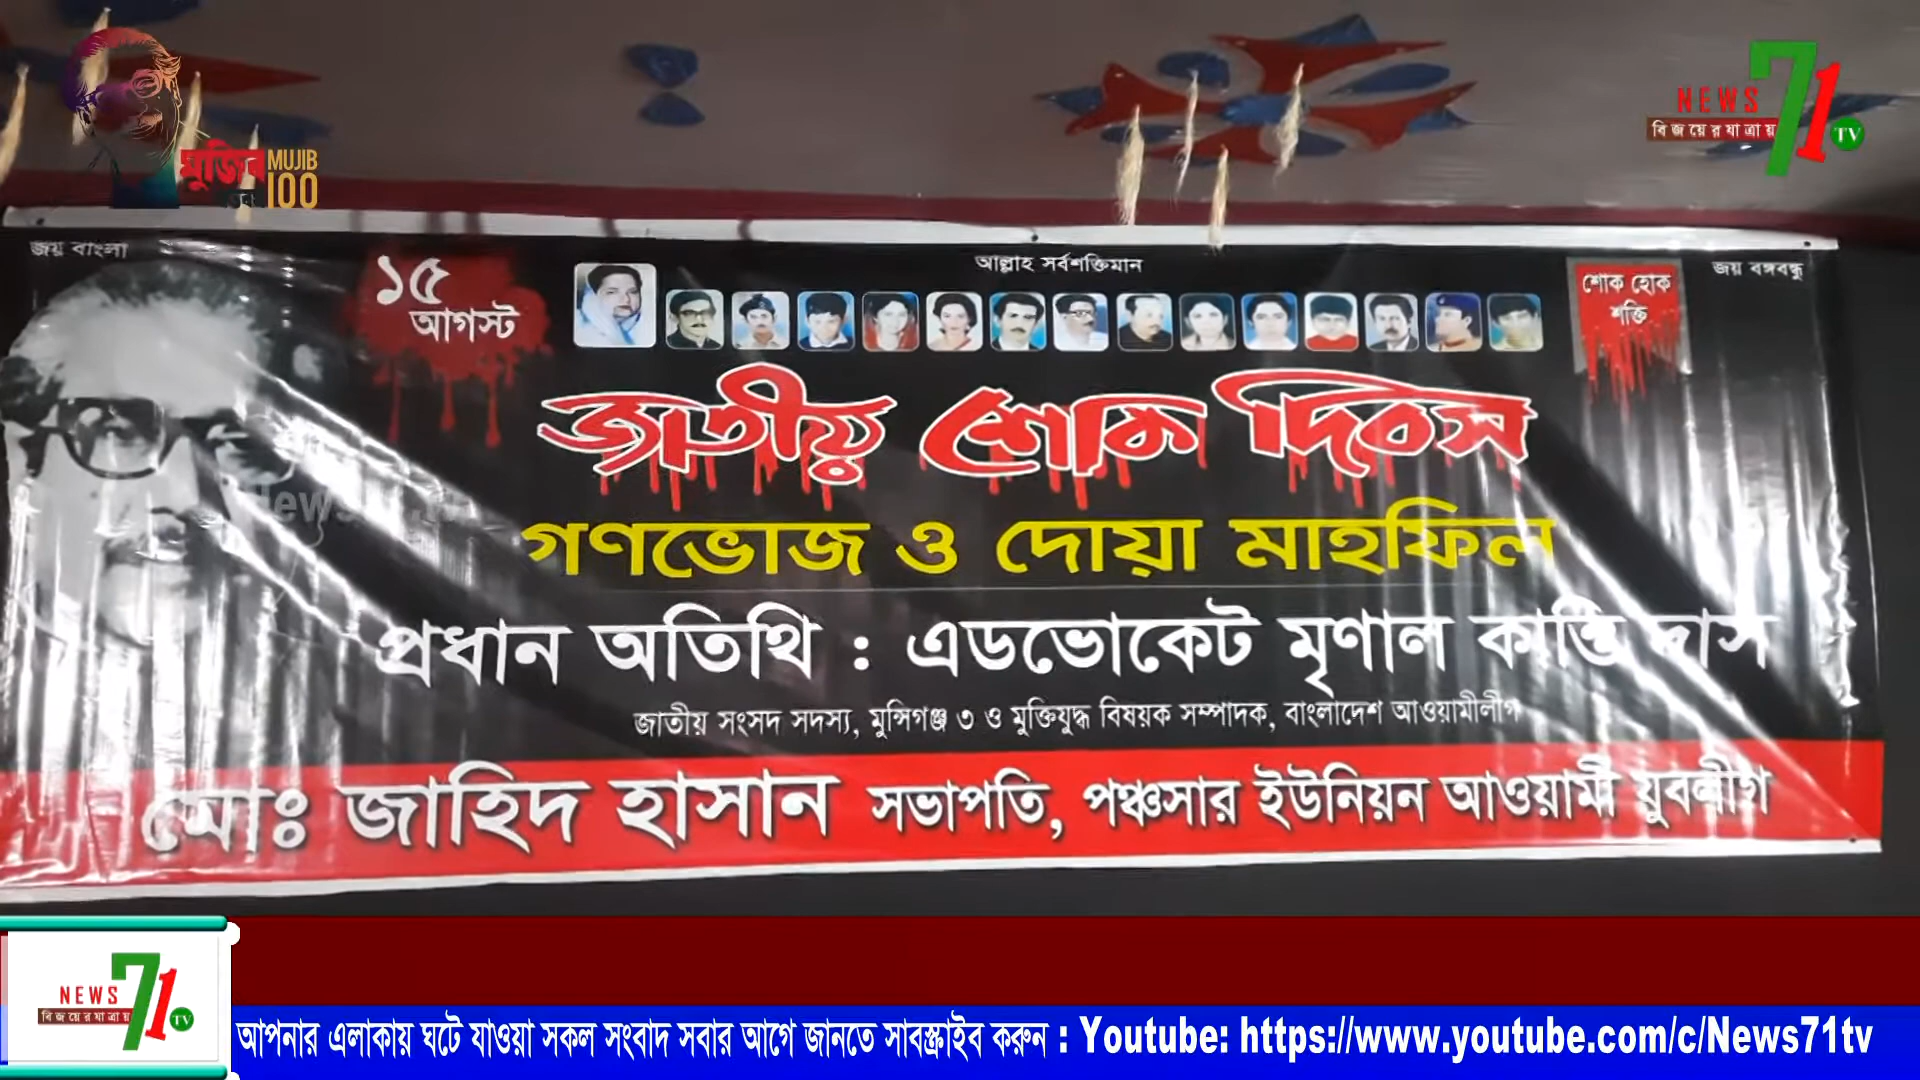 মুজিব MUJIB
100
NEWS 71
বিজয়ের যাত্রায় TV
জয় বাংলা
আল্লাহ সর্বশক্তিমান
জয় বঙ্গবন্ধু
১৫
আগস্ট
শোক হোক
শক্তি
জাতীয় শোক দিবস
গণভোজ ও দোয়া মাহফিল
প্রধান অতিথি : এডভোকেট মৃণাল কান্তি দাস
জাতীয় সংসদ সদস্য, মুন্সিগঞ্জ ৩ ও মুক্তিযুদ্ধ বিষয়ক সম্পাদক, বাংলাদেশ আওয়ামীলীগ
মোঃ জাহিদ হাসান সভাপতি, পঞ্চসার ইউনিয়ন আওয়ামী যুবলীগ
NEWS 71
বিজয়ের যাত্রায় TV
আপনার এলাকায় ঘটে যাওয়া সকল সংবাদ সবার আগে জানতে সাবস্ক্রাইব করুন : Youtube: https://www.youtube.com/c/News71tv